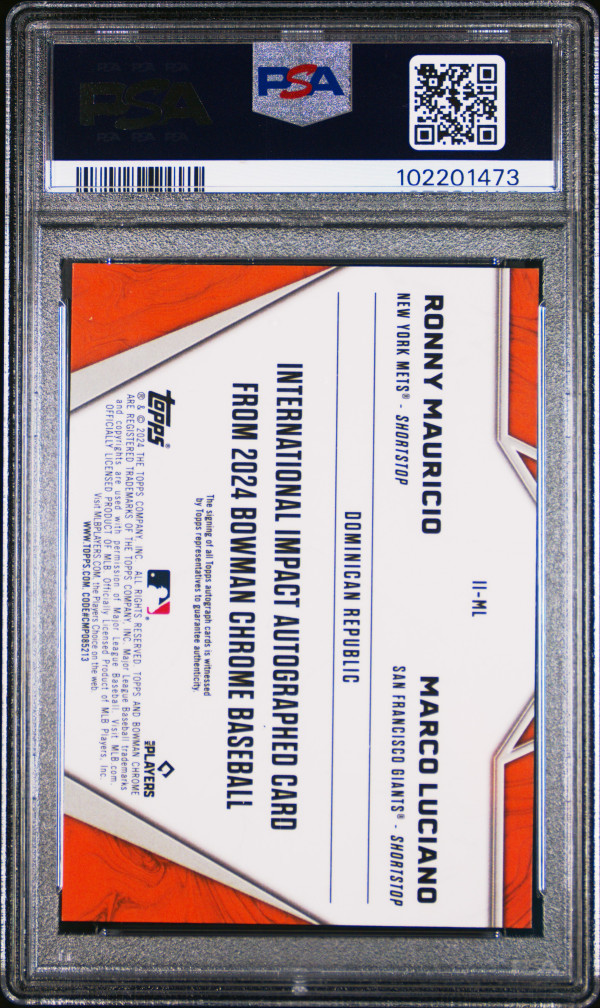 PSA
PSA
102201473
II-ML
RONNY MAURICIO
NEW YORK METS® - SHORTSTOP
MARCO LUCIANO
SAN FRANCISCO GIANTS® - SHORTSTOP
DOMINICAN REPUBLIC
INTERNATIONAL IMPACT AUTOGRAPHED CARD
FROM 2024 BOWMAN CHROME BASEBALL
The signing of all Topps autograph cards is witnessed
by Topps representatives to guarantee authenticity.
topps®
MLB PLAYERS
® & © 2024 THE TOPPS COMPANY, INC. ALL RIGHTS RESERVED. TOPPS AND BOWMAN CHROME
ARE REGISTERED TRADEMARKS OF THE TOPPS COMPANY, INC. Major League Baseball trademarks
and copyrights are used with permission of Major League Baseball. Visit MLB.com.
OFFICIALLY LICENSED PRODUCT OF MLB Officially Licensed Product of MLB Players, Inc.
Visit MLBPLAYERS.COM, the Players Choice on the web.
WWW.TOPPS.COM CODE#CMP085213